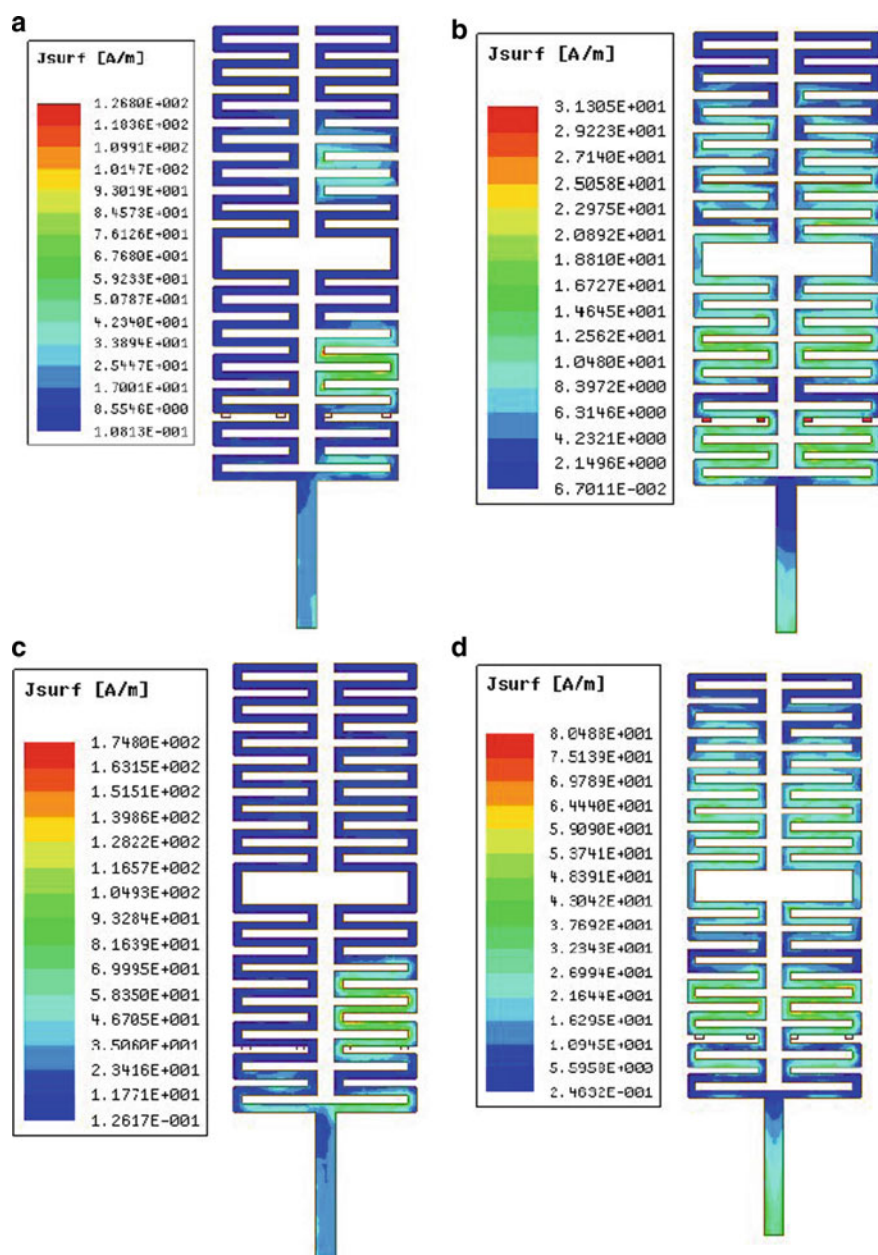 a
Jsurf [A/m]
1.2680E+002
1.1836E+002
1.0991E+002
1.0147E+002
9.3019E+001
8.4573E+001
7.6126E+001
6.7680E+001
5.9233E+001
5.0787E+001
4.2340E+001
3.3894E+001
2.5447E+001
1.7001E+001
8.5546E+000
1.0813E-001
b
Jsurf [A/m]
3.1305E+001
2.9223E+001
2.7140E+001
2.5058E+001
2.2975E+001
2.0892E+001
1.8810E+001
1.6727E+001
1.4645E+001
1.2562E+001
1.0480E+001
8.3972E+000
6.3146E+000
4.2321E+000
2.1496E+000
6.7011E-002
c
Jsurf [A/m]
1.7480E+002
1.6315E+002
1.5151E+002
1.3986E+002
1.2822E+002
1.1657E+002
1.0493E+002
9.3284E+001
8.1639E+001
6.9995E+001
5.8350E+001
4.6705E+001
3.5060E+001
2.3416E+001
1.1771E+001
1.2617E-001
d
Jsurf [A/m]
8.0488E+001
7.5139E+001
6.9789E+001
6.4440E+001
5.9090E+001
5.3741E+001
4.8391E+001
4.3042E+001
3.7692E+001
3.2343E+001
2.6994E+001
2.1644E+001
1.6295E+001
1.0945E+001
5.5958E+000
2.4632E-001